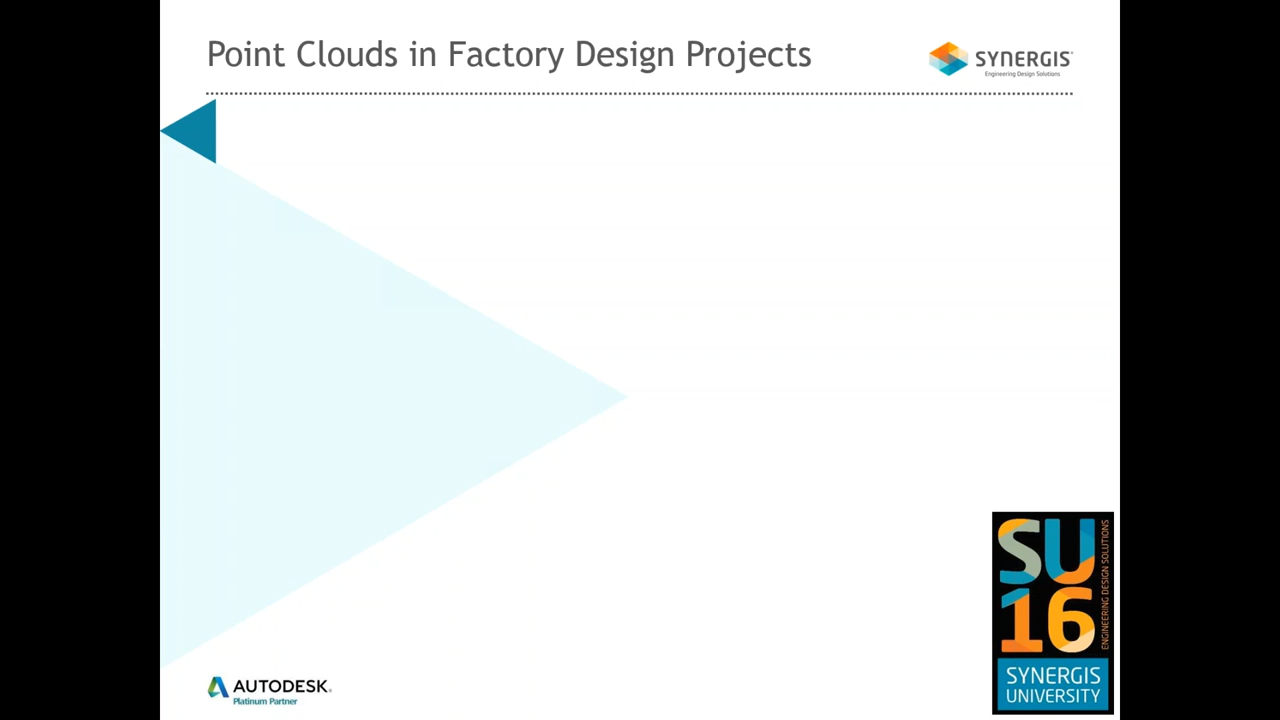 Point Clouds in Factory Design Projects
SYNERGIS
Engineering Design Solutions
SU
16
ENGINEERING DESIGN SOLUTIONS
SYNERGIS
UNIVERSITY
AUTODESK
Platinum Partner